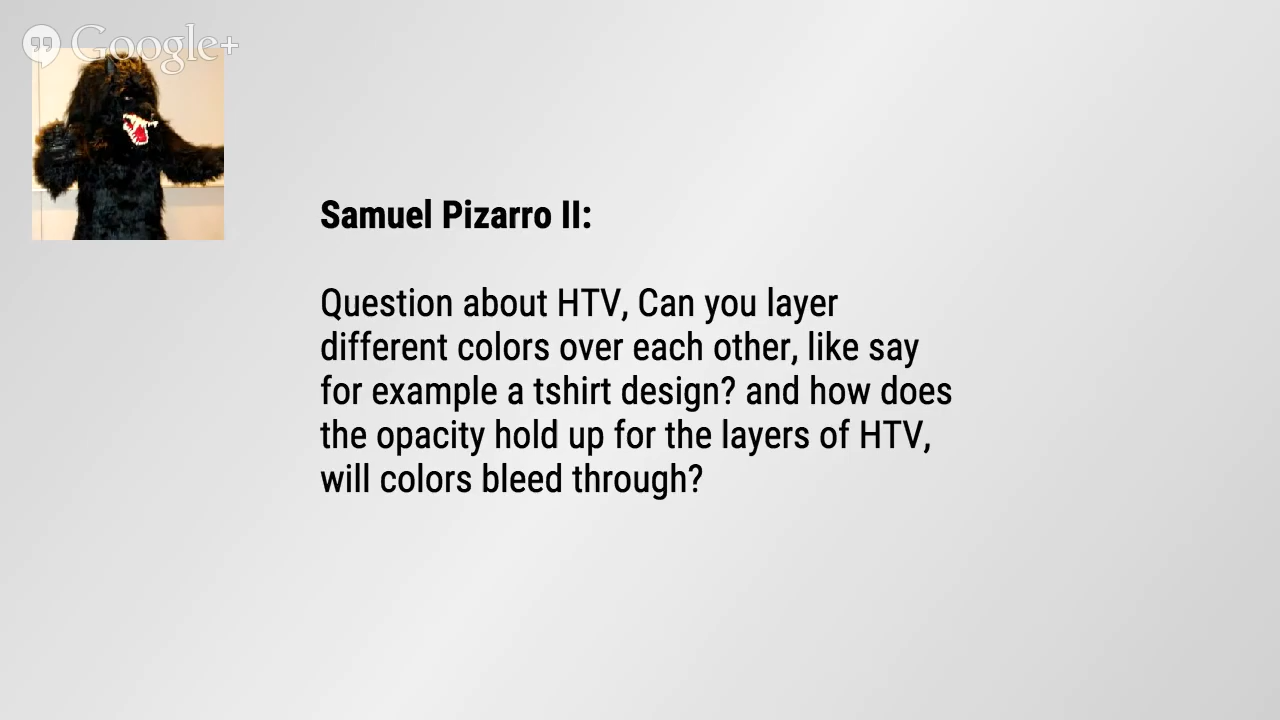 Google+
Samuel Pizarro II:
Question about HTV, Can you layer
different colors over each other, like say
for example a tshirt design? and how does
the opacity hold up for the layers of HTV,
will colors bleed through?